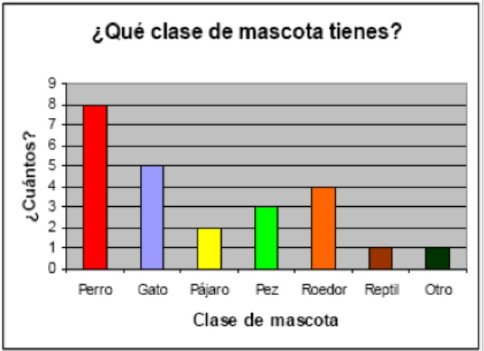 ¿Qué clase de mascota tienes?
¿Cuántos?
9
8
7
6
5
4
3
2
1
0
Perro Gato Pájaro Pez Roedor Reptil Otro
Clase de mascota